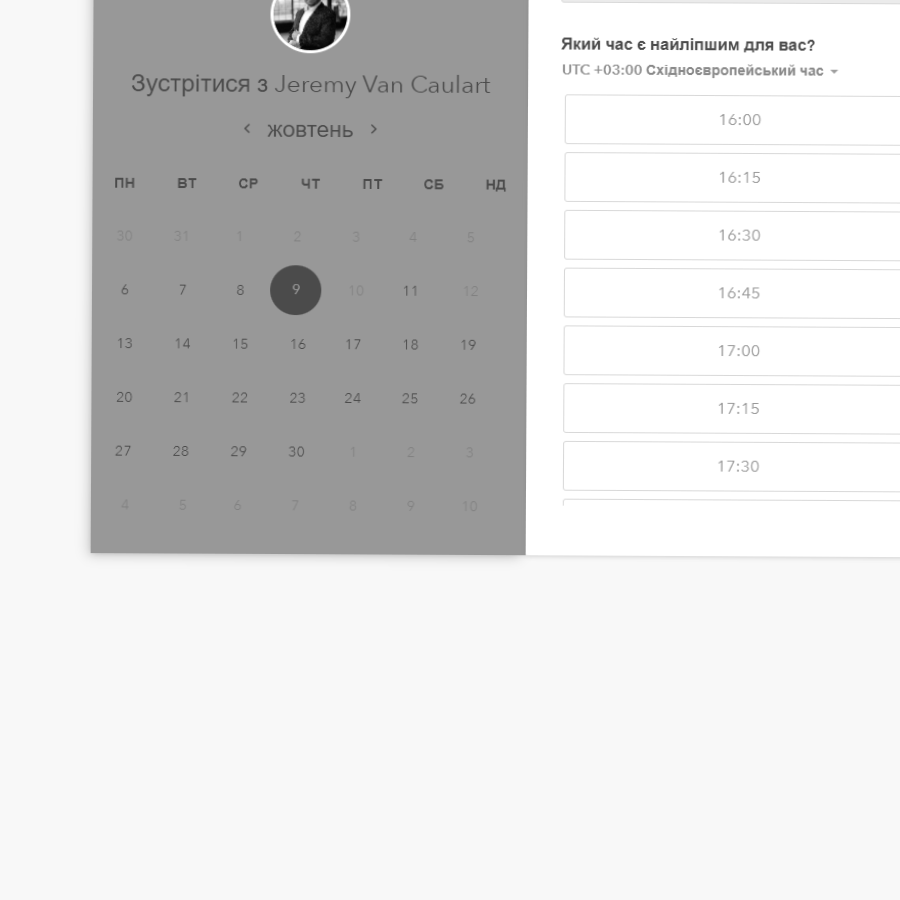 Зустрітися з Jeremy Van Caulart
жовтень
ПН ВТ СР ЧТ ПТ СБ НД
30 31 1 2 3 4 5
6 7 8 9 10 11 12
13 14 15 16 17 18 19
20 21 22 23 24 25 26
27 28 29 30 1 2 3
4 5 6 7 8 9 10
Який час є найліпшим для вас?
UTC +03:00 Східноєвропейський час
16:00
16:15
16:30
16:45
17:00
17:15
17:30